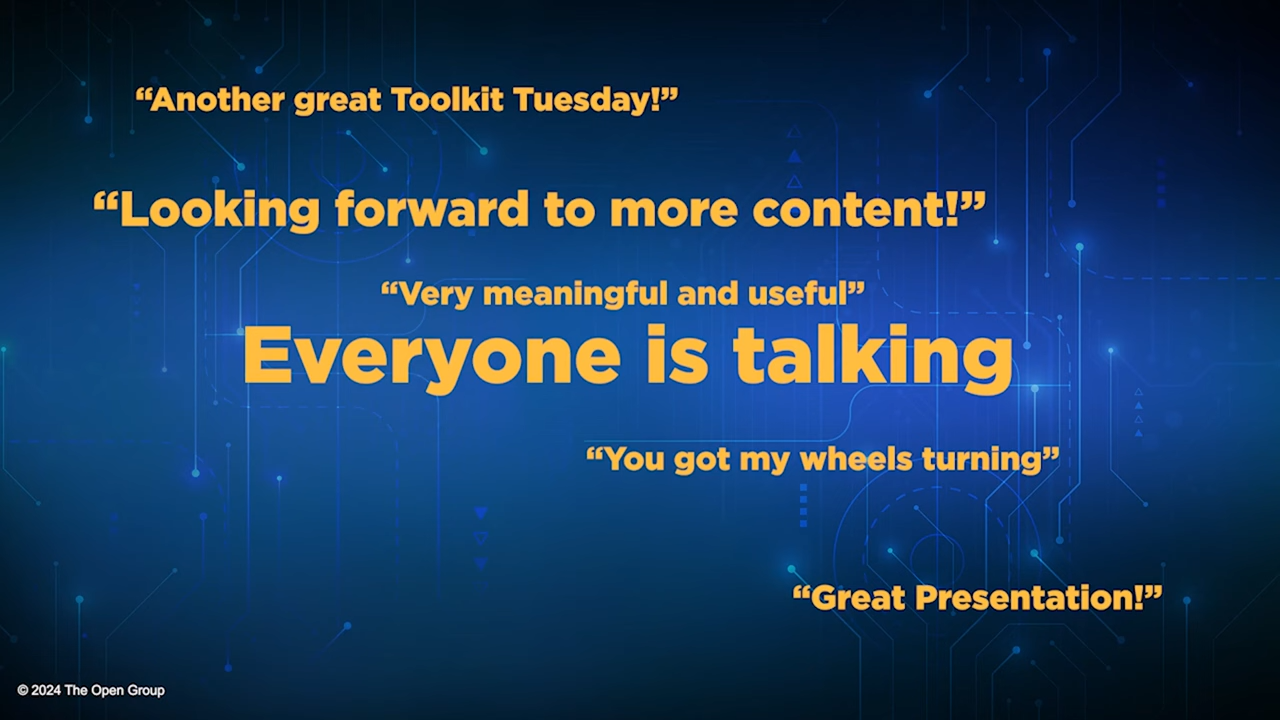 “Another great Toolkit Tuesday!”
“Looking forward to more content!”
“Very meaningful and useful”
Everyone is talking
“You got my wheels turning”
“Great Presentation!”
© 2024 The Open Group